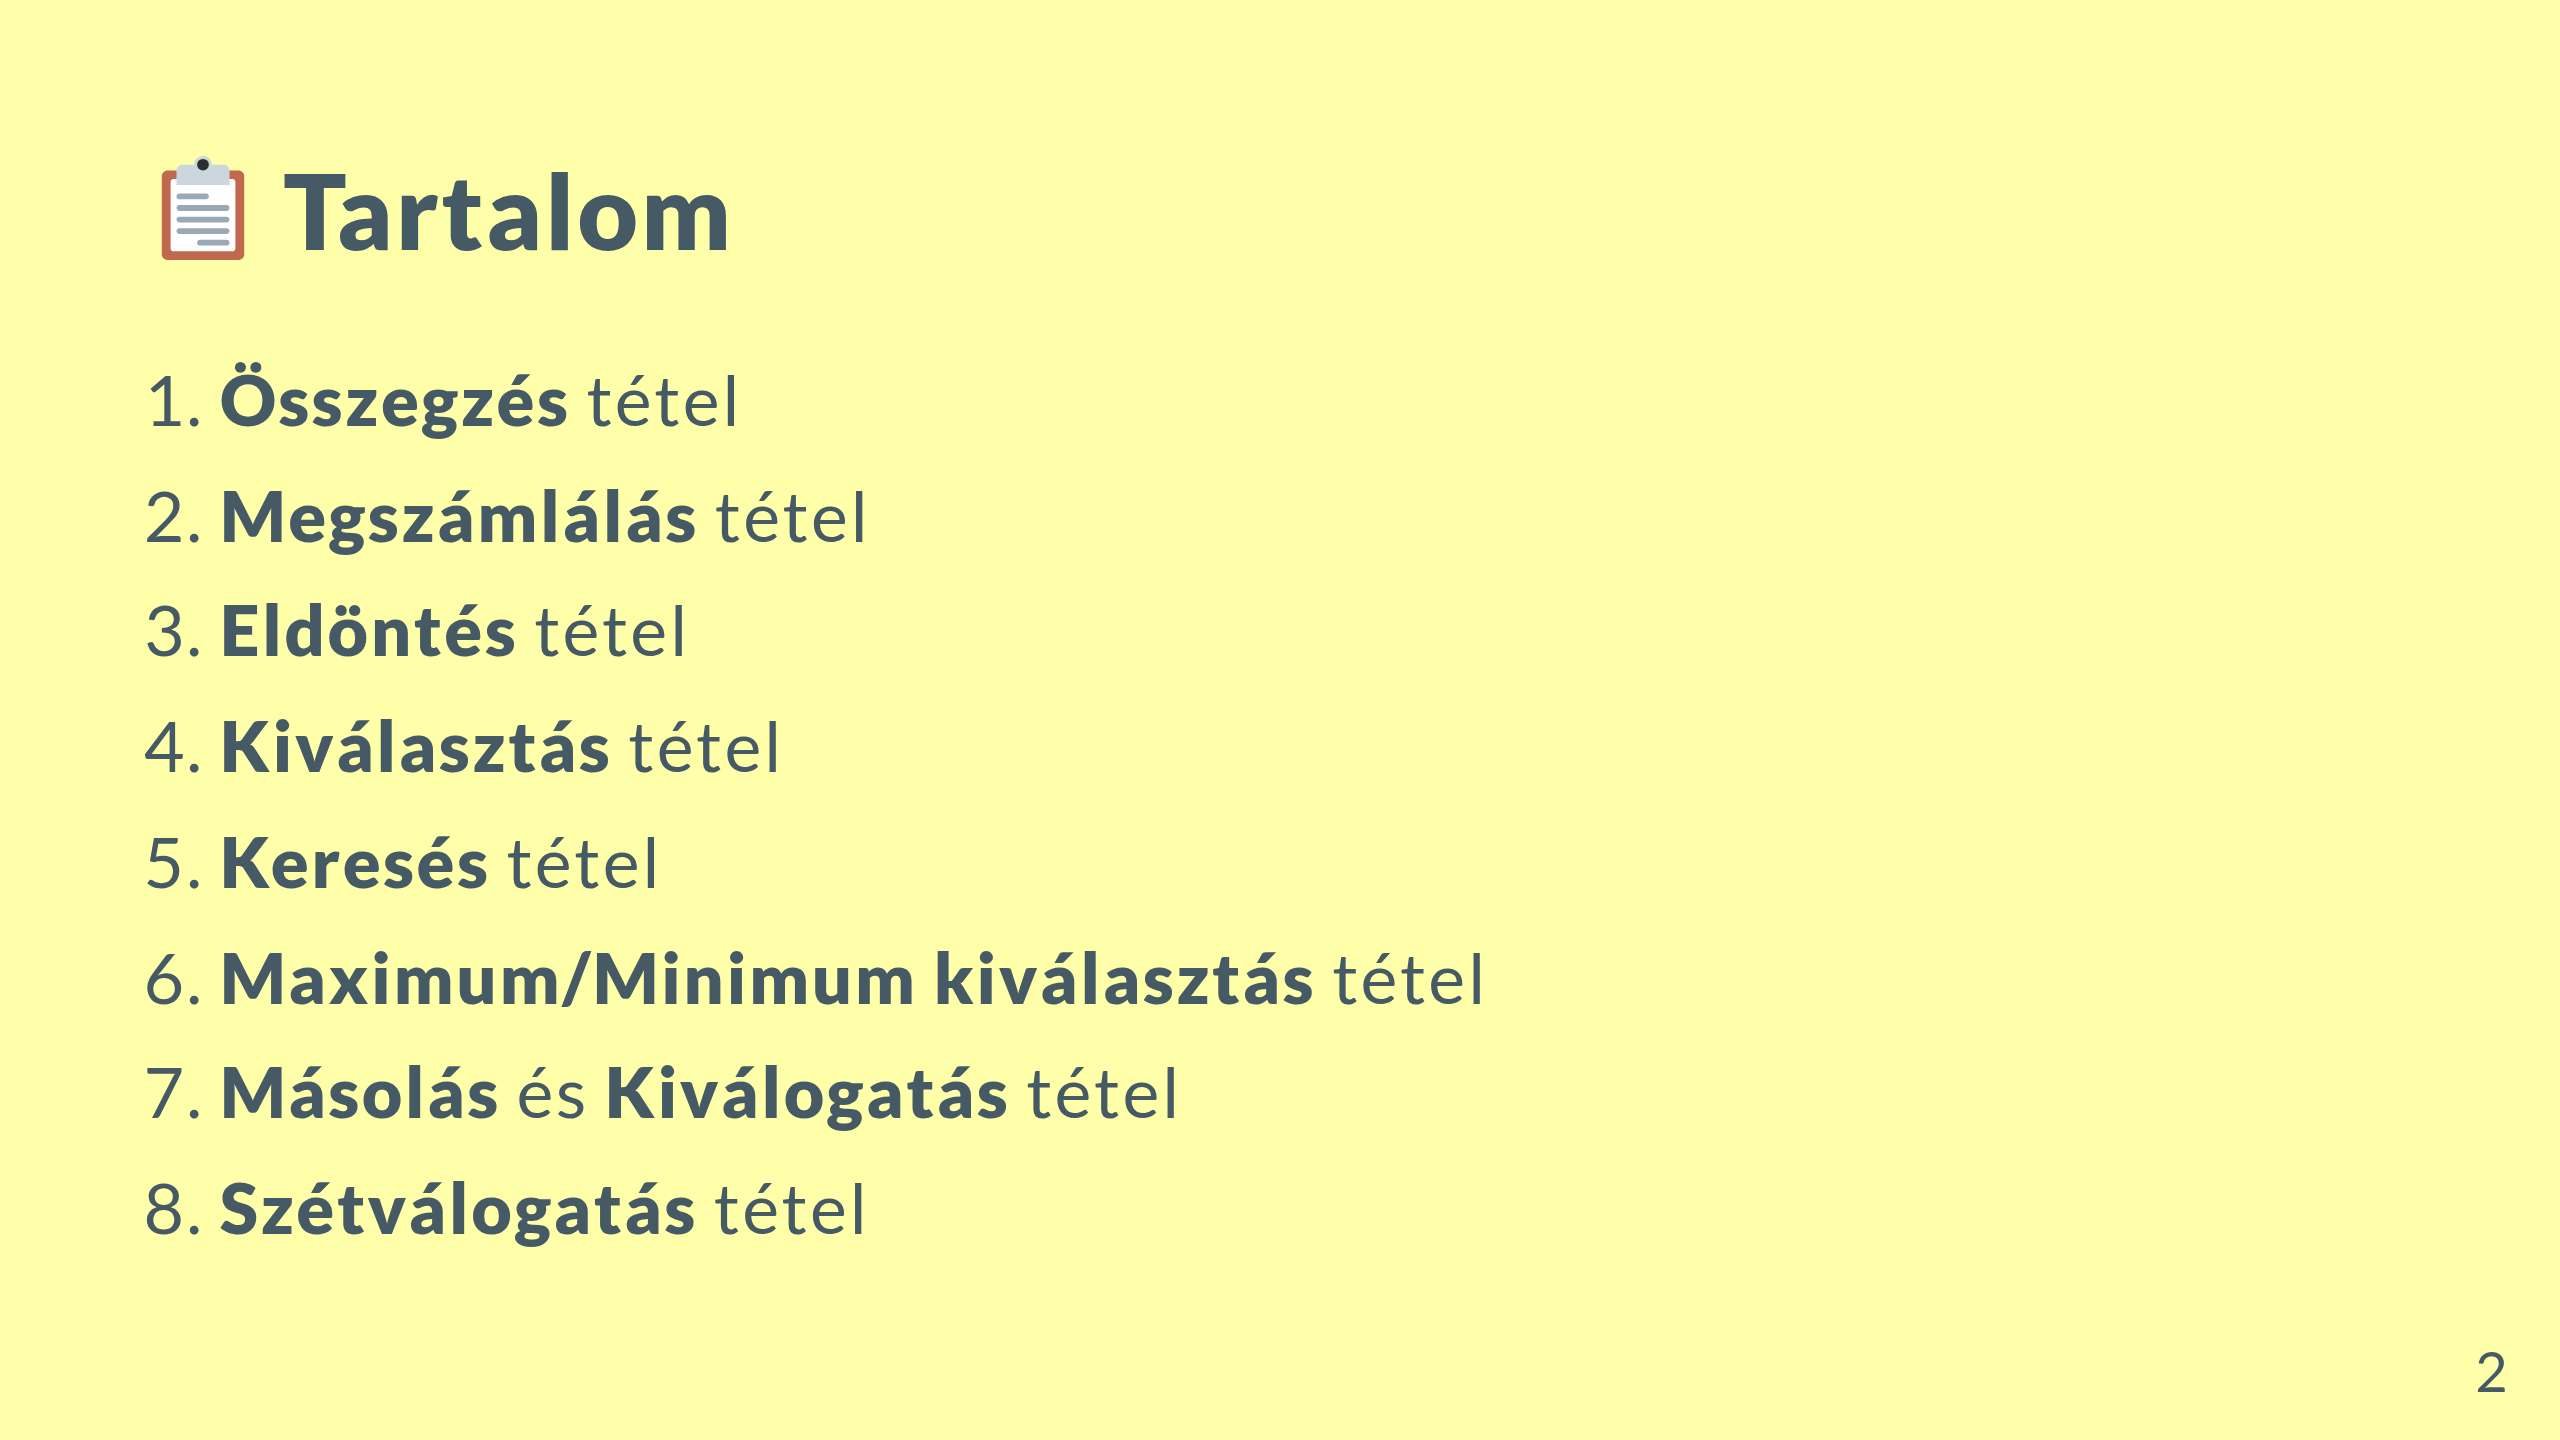 📋 Tartalom
1. Összegzés tétel
2. Megszámlálás tétel
3. Eldöntés tétel
4. Kiválasztás tétel
5. Keresés tétel
6. Maximum/Minimum kiválasztás tétel
7. Másolás és Kiválogatás tétel
8. Szétválogatás tétel
2